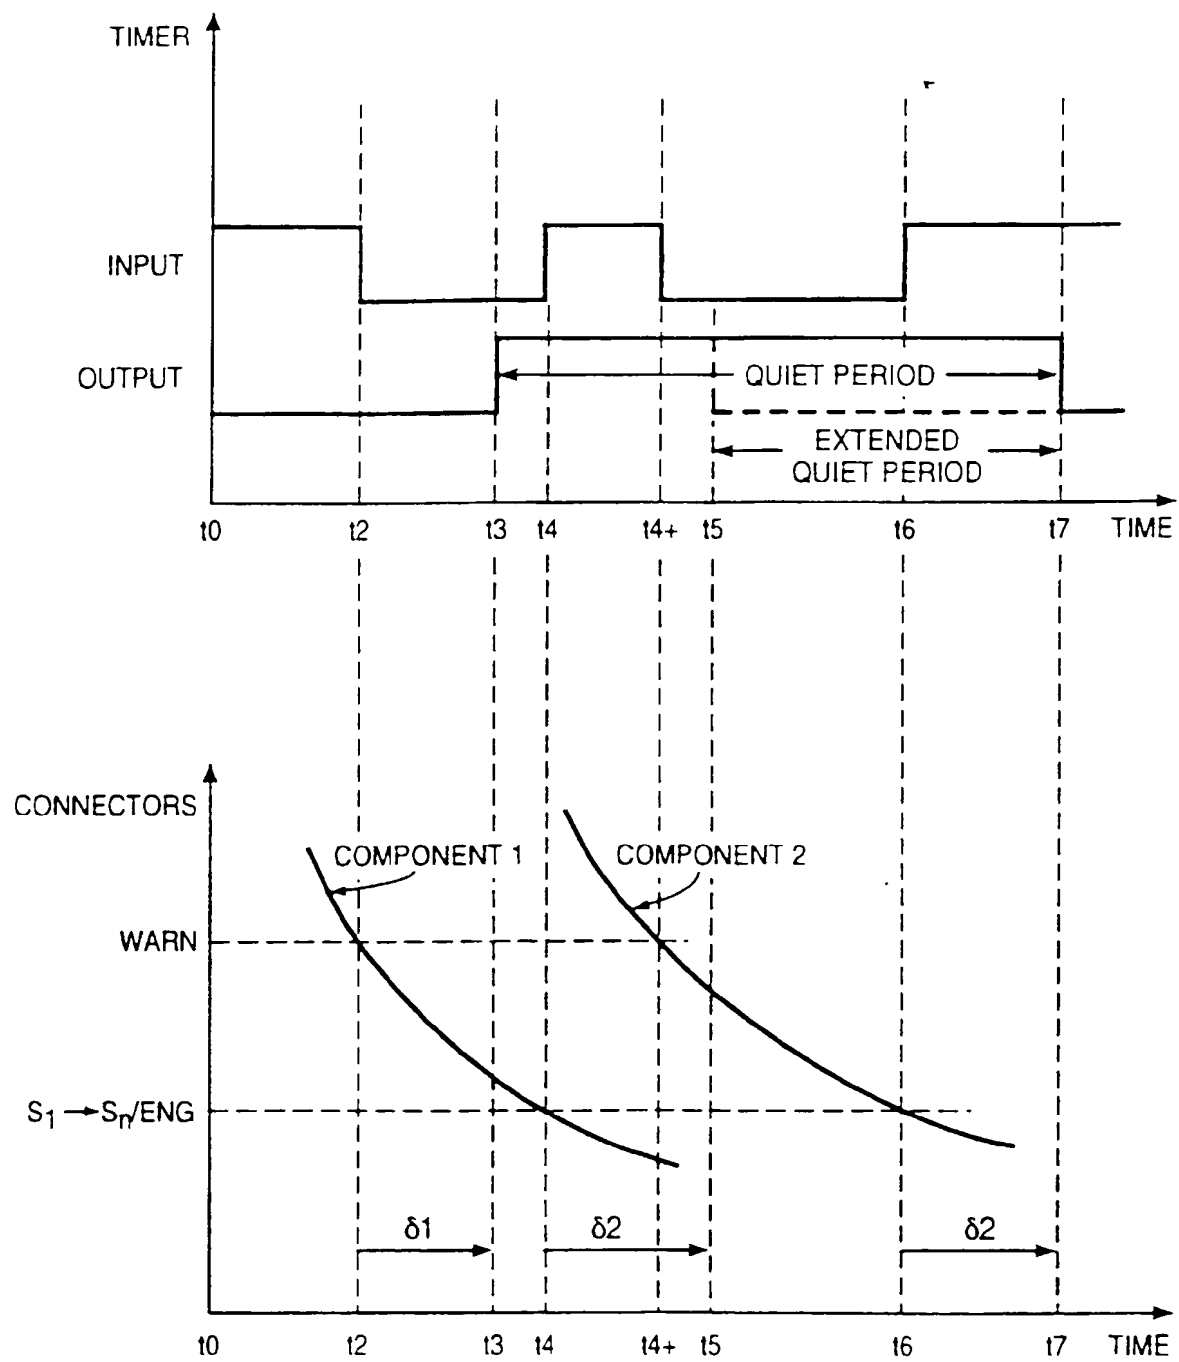 TIMER
INPUT
OUTPUT
QUIET PERIOD
EXTENDED
QUIET PERIOD
t0 t2 t3 t4 t4+ t5 t6 t7 TIME
CONNECTORS
COMPONENT 1 COMPONENT 2
WARN
S1 → Sn/ENG
δ1 δ2 δ2
t0 t2 t3 t4 t4+ t5 t6 t7 TIME